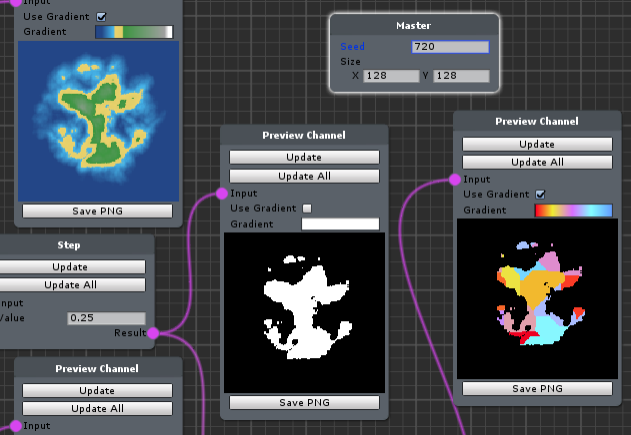 Input
Use Gradient
Gradient
Save PNG
Master
Seed 720
Size
X 128 Y 128
Preview Channel
Update
Update All
Input
Use Gradient
Gradient
Save PNG
Preview Channel
Update
Update All
Input
Use Gradient
Gradient
Save PNG
Step
Update
Update All
nput
Value 0.25
Result
Preview Channel
Update
Update All
Input